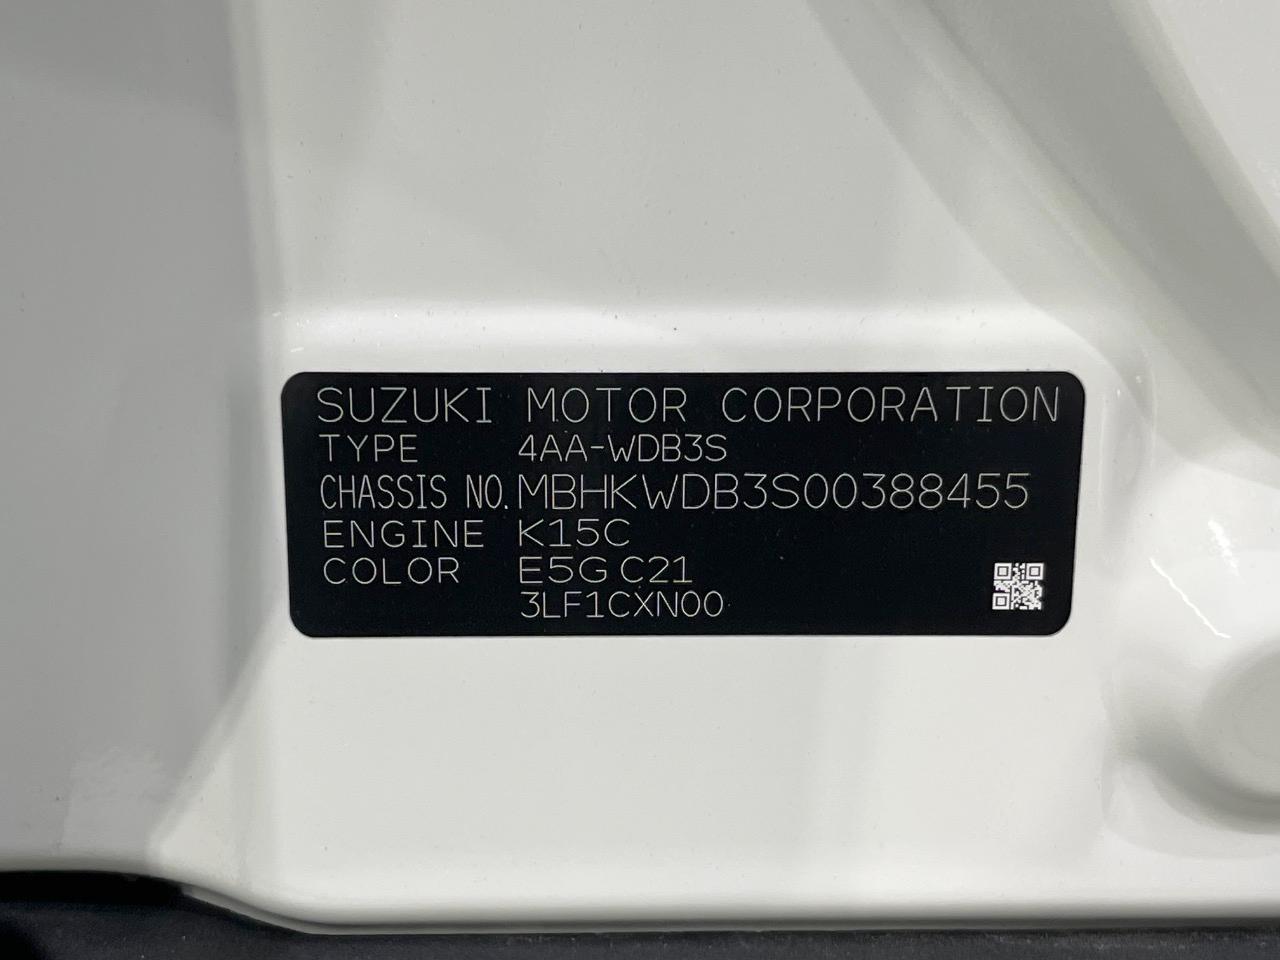 SUZUKI MOTOR CORPORATION
TYPE 4AA-WDB3S
CHASSIS NO. MBHKWDB3S00388455
ENGINE K15C
COLOR E5G C21
3LF1CXN00